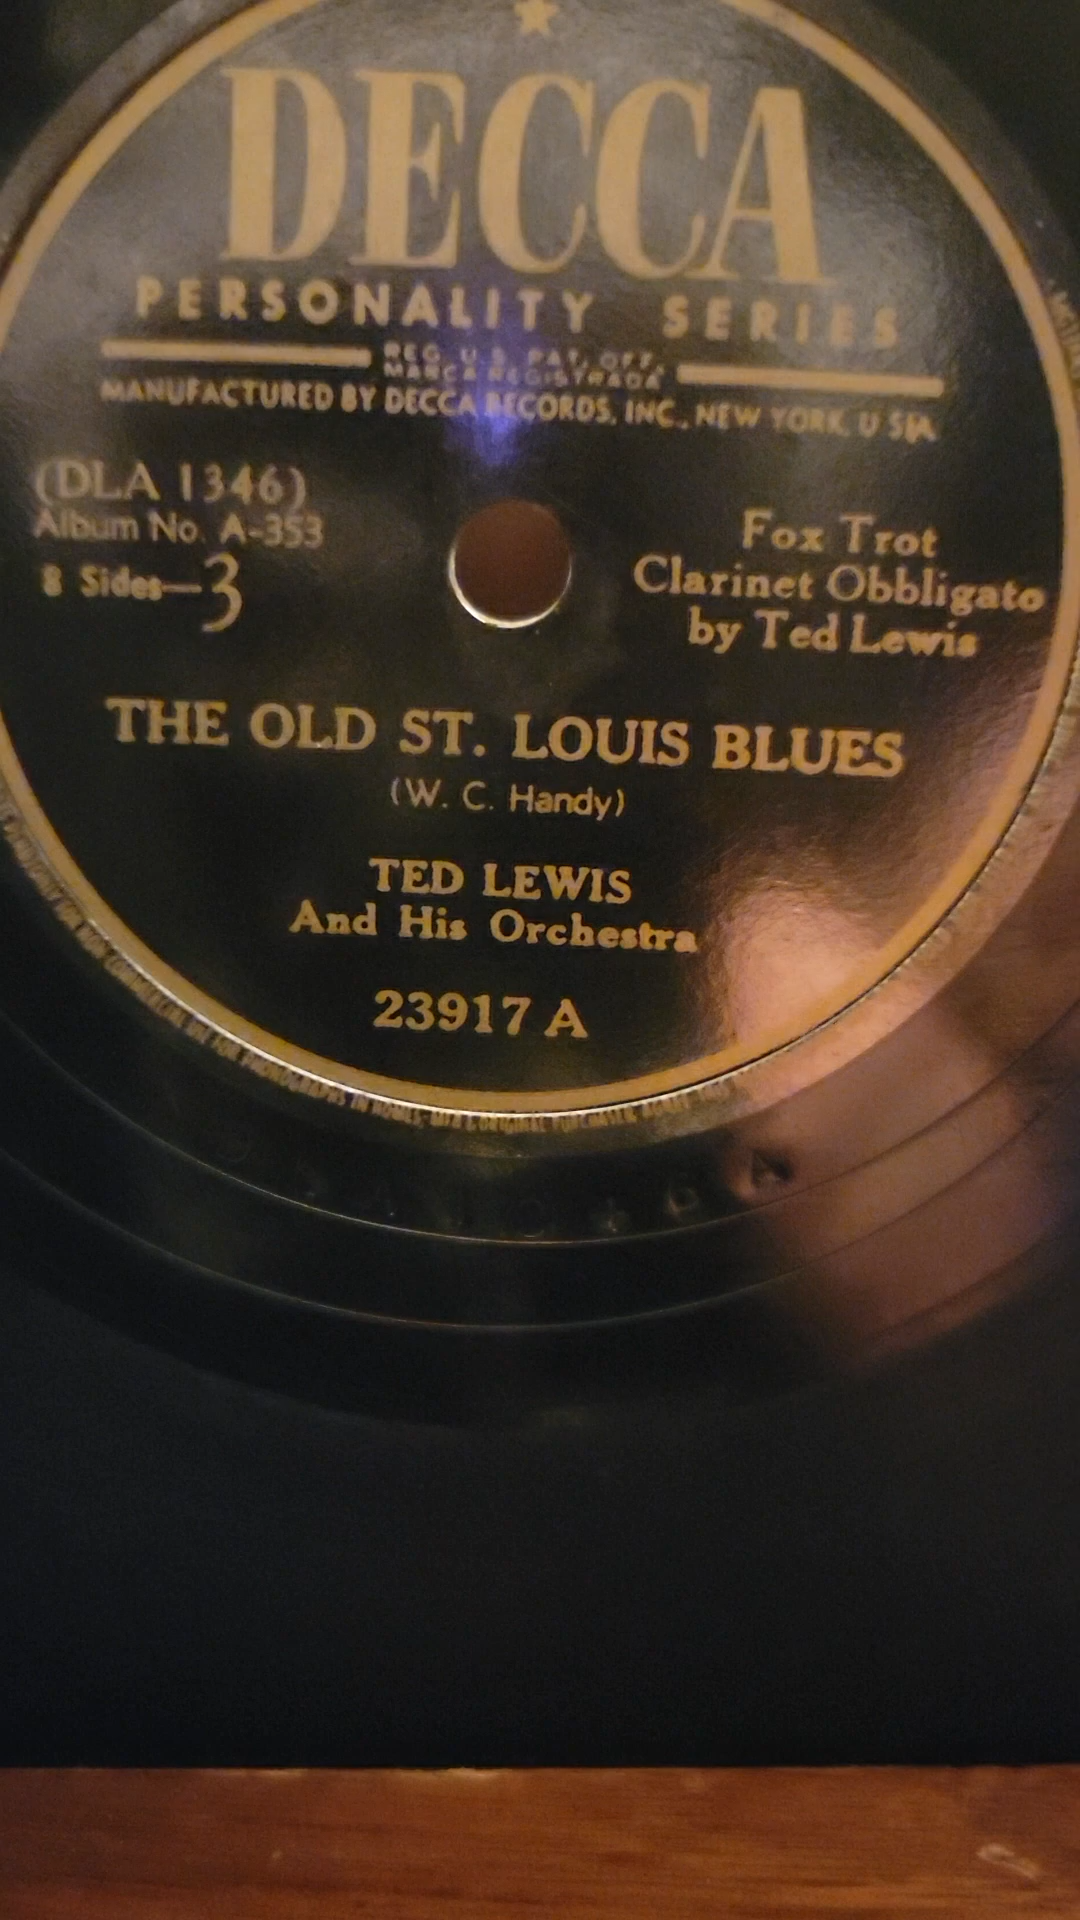 DECCA
PERSONALITY SERIES
REG. U.S. PAT. OFF.
MARCA REGISTRADA
MANUFACTURED BY DECCA RECORDS, INC., NEW YORK, U S A
(DLA 1346)
Album No. A-353
8 Sides—3
Fox Trot
Clarinet Obbligato
by Ted Lewis
THE OLD ST. LOUIS BLUES
(W. C. Handy)
TED LEWIS
And His Orchestra
23917 A